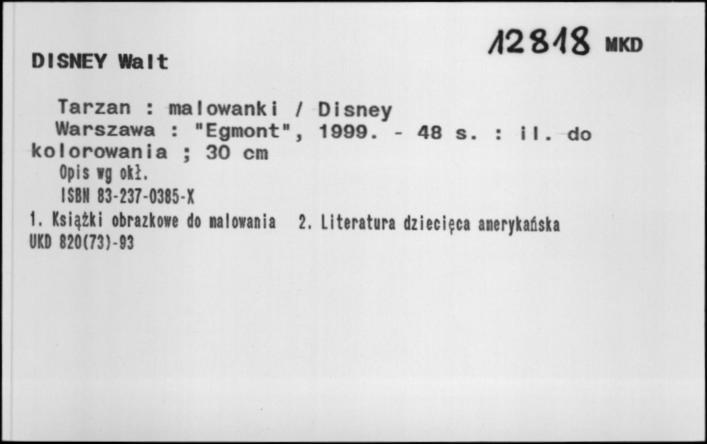 12818 MKD
DISNEY Walt
Tarzan : malowanki / Disney
Warszawa : "Egmont", 1999. - 48 s. : il. do
kolorowania ; 30 cm
Opis wg okł.
ISBN 83-237-0385-X
1. Książki obrazkowe do malowania 2. Literatura dziecięca amerykańska
UKD 820(73)-93